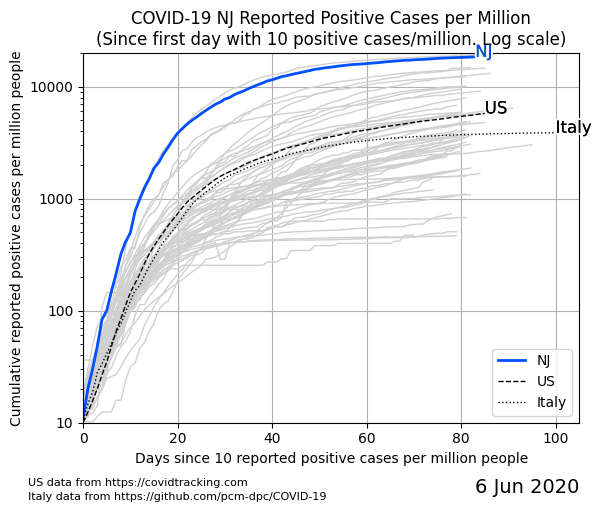 COVID-19 NJ Reported Positive Cases per Million
(Since first day with 10 positive cases/million. Log scale)
Cumulative reported positive cases per million people
10000
1000
100
10
NJ
US
Italy
NJ
US
Italy
0 20 40 60 80 100
Days since 10 reported positive cases per million people
US data from https://covidtracking.com
Italy data from https://github.com/pcm-dpc/COVID-19
6 Jun 2020